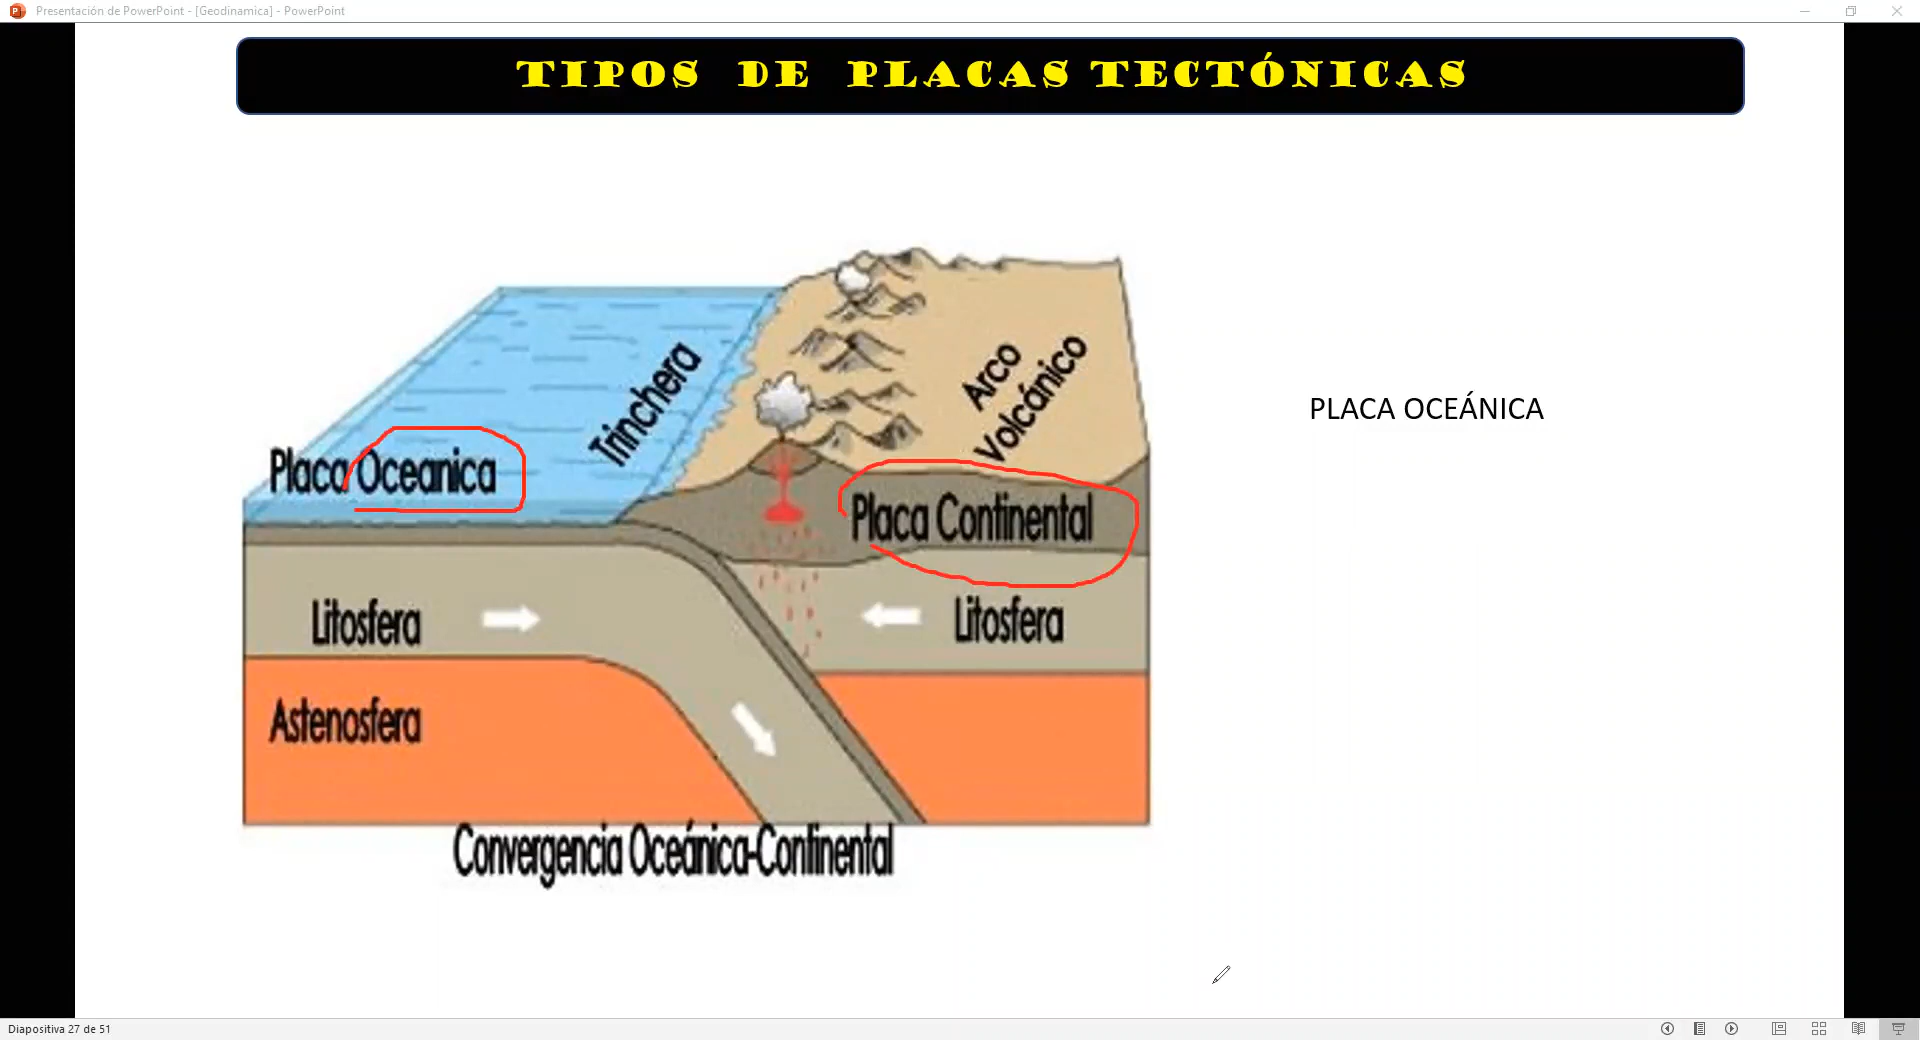 Presentación de PowerPoint - [Geodinamica] - PowerPoint
TIPOS DE PLACAS TECTÓNICAS
Trinchera
Arco
Volcánico
PLACA OCEÁNICA
Placa Oceanica
Placa Continental
Litosfera
Litosfera
Astenosfera
Convergencia Oceánica-Continental
Diapositiva 27 de 51